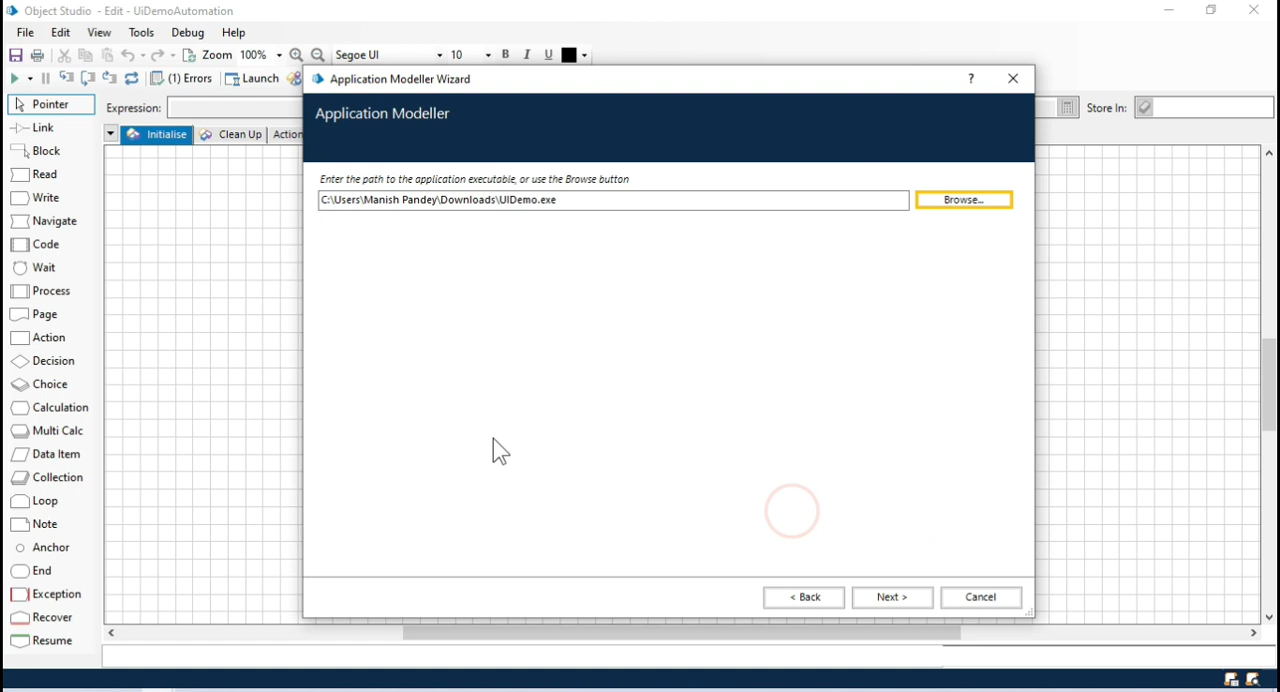 Object Studio - Edit - UiDemoAutomation
File Edit View Tools Debug Help
Zoom 100% Segoe UI 10 B I U
(1) Errors Launch
Application Modeller Wizard ?
Pointer
Expression:
Store In:
Application Modeller
Link
Initialise Clean Up Action
Block
Read
Enter the path to the application executable, or use the Browse button
Write
C:\Users\Manish Pandey\Downloads\UIDemo.exe Browse...
Navigate
Code
Wait
Process
Page
Action
Decision
Choice
Calculation
Multi Calc
Data Item
Collection
Loop
Note
Anchor
End
Exception
< Back Next > Cancel
Recover
Resume